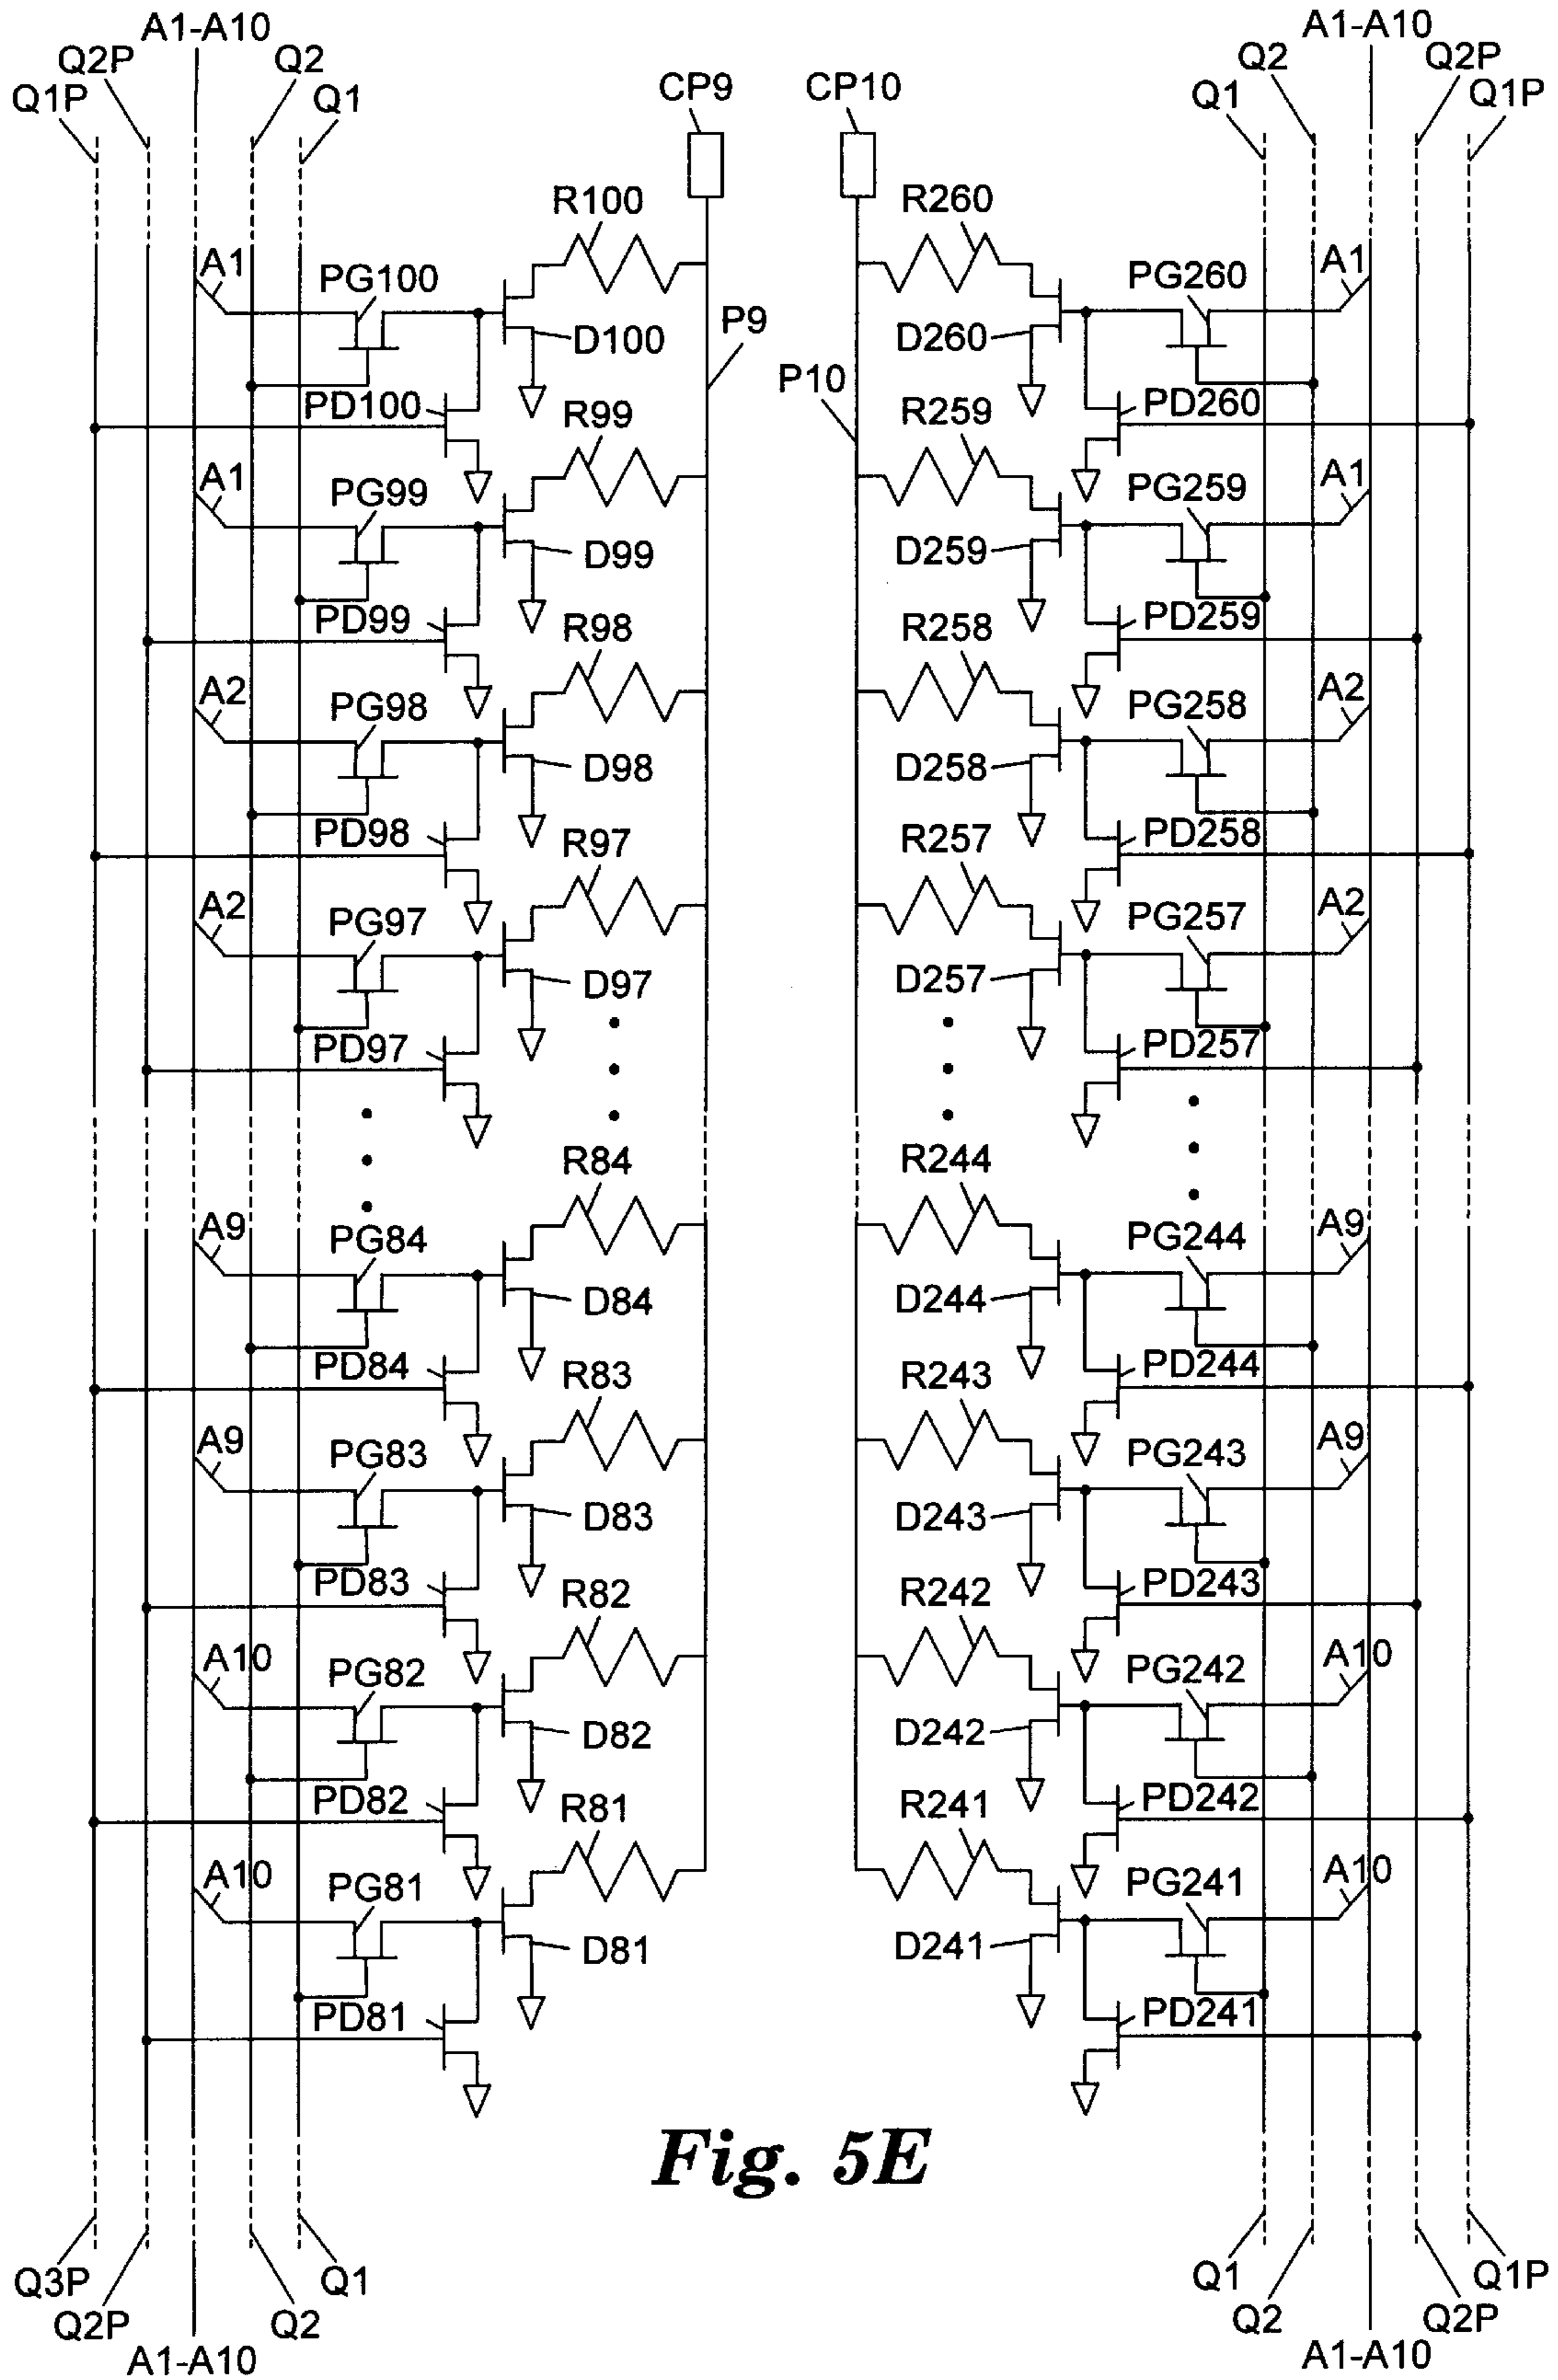 A1-A10 A1-A10
Q2P Q2 Q2 Q2P
Q1P Q1 CP9 CP10 Q1 Q1P
R100 R260
A1 PG100 PG260 A1
P9
D100 D260
P10
PD100 R99 R259 PD260
A1 PG99 PG259 A1
D99 D259
PD99 R98 R258 PD259
A2 PG98 PG258 A2
D98 D258
PD98 R97 R257 PD258
A2 PG97 PG257 A2
D97 D257
PD97 PD257
R84 R244
A9 PG84 PG244 A9
D84 D244
PD84 R83 R243 PD244
A9 PG83 PG243 A9
D83 D243
PD83 R82 R242 PD243
A10 PG82 PG242 A10
D82 D242
PD82 R81 R241 PD242
A10 PG81 PG241 A10
D81 D241
PD81 PD241
Fig. 5E
Q3P Q1 Q1 Q1P
Q2P Q2 Q2 Q2P
A1-A10 A1-A10